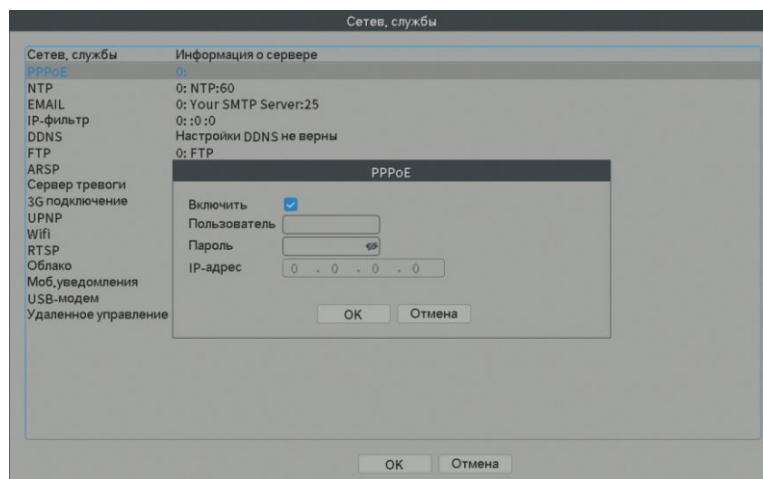 Сетев, службы
Сетев, службы Информация о сервере
PPPoE 0:
NTP 0: NTP:60
EMAIL 0: Your SMTP Server:25
IP-фильтр 0: :0 :0
DDNS Настройки DDNS не верны
FTP 0: FTP
ARSP
Сервер тревоги
3G подключение
UPNP
Wifi
RTSP
Облако
Моб,уведомления
USB-модем
Удаленное управление
PPPoE
Включить
Пользователь
Пароль
IP-адрес 0 . 0 . 0 . 0
OK Отмена
OK Отмена